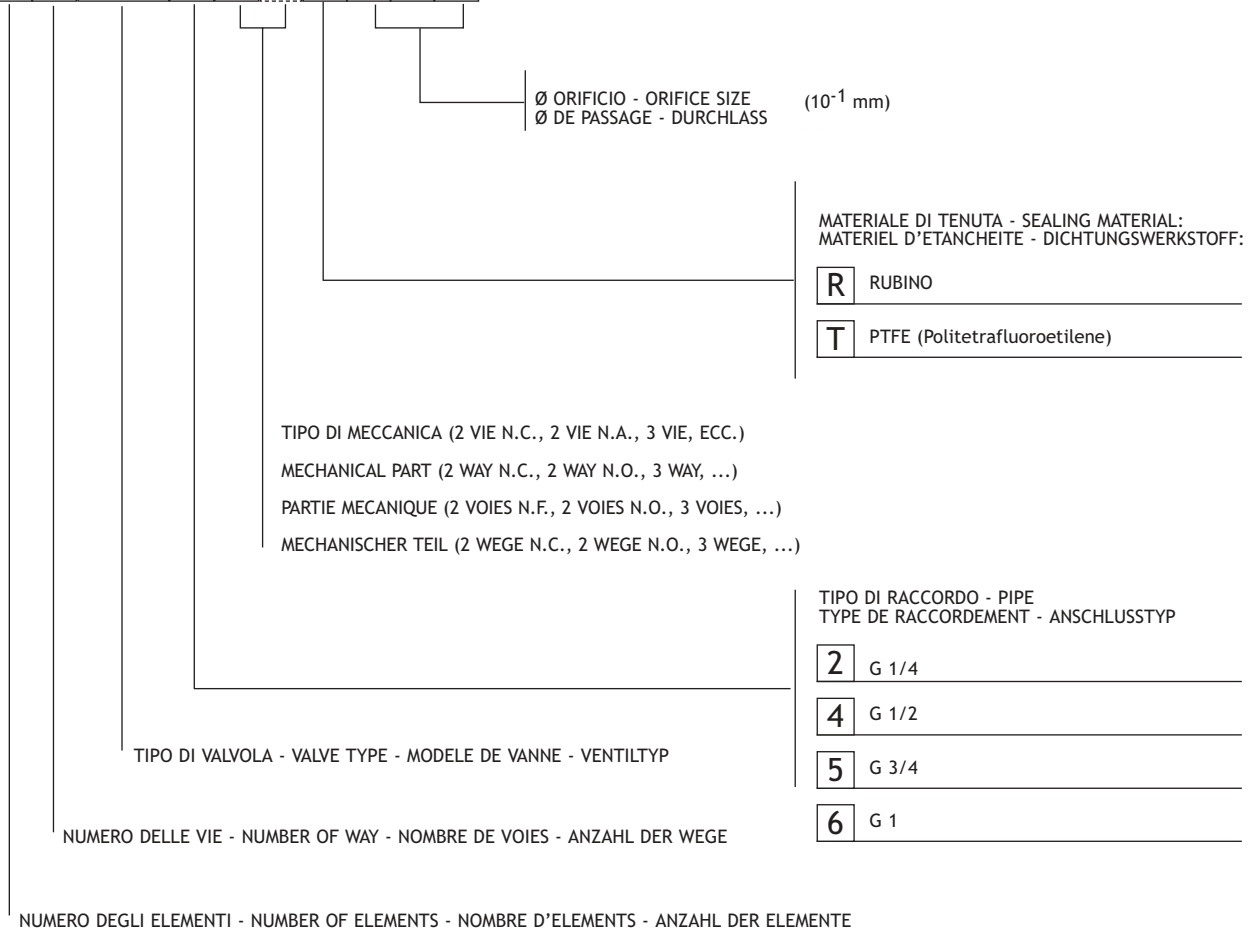 Ø ORIFICIO - ORIFICE SIZE (10⁻¹ mm)
Ø DE PASSAGE - DURCHLASS
MATERIALE DI TENUTA - SEALING MATERIAL:
MATERIEL D'ETANCHEITE - DICHTUNGSWERKSTOFF:
R RUBINO
T PTFE (Politetrafluoroetilene)
TIPO DI MECCANICA (2 VIE N.C., 2 VIE N.A., 3 VIE, ECC.)
MECHANICAL PART (2 WAY N.C., 2 WAY N.O., 3 WAY, ...)
PARTIE MECANIQUE (2 VOIES N.F., 2 VOIES N.O., 3 VOIES, ...)
MECHANISCHER TEIL (2 WEGE N.C., 2 WEGE N.O., 3 WEGE, ...)
TIPO DI RACCORDO - PIPE
TYPE DE RACCORDEMENT - ANSCHLUSSTYP
2 G 1/4
4 G 1/2
5 G 3/4
6 G 1
TIPO DI VALVOLA - VALVE TYPE - MODELE DE VANNE - VENTILTYP
NUMERO DELLE VIE - NUMBER OF WAY - NOMBRE DE VOIES - ANZAHL DER WEGE
NUMERO DEGLI ELEMENTI - NUMBER OF ELEMENTS - NOMBRE D'ELEMENTS - ANZAHL DER ELEMENTE